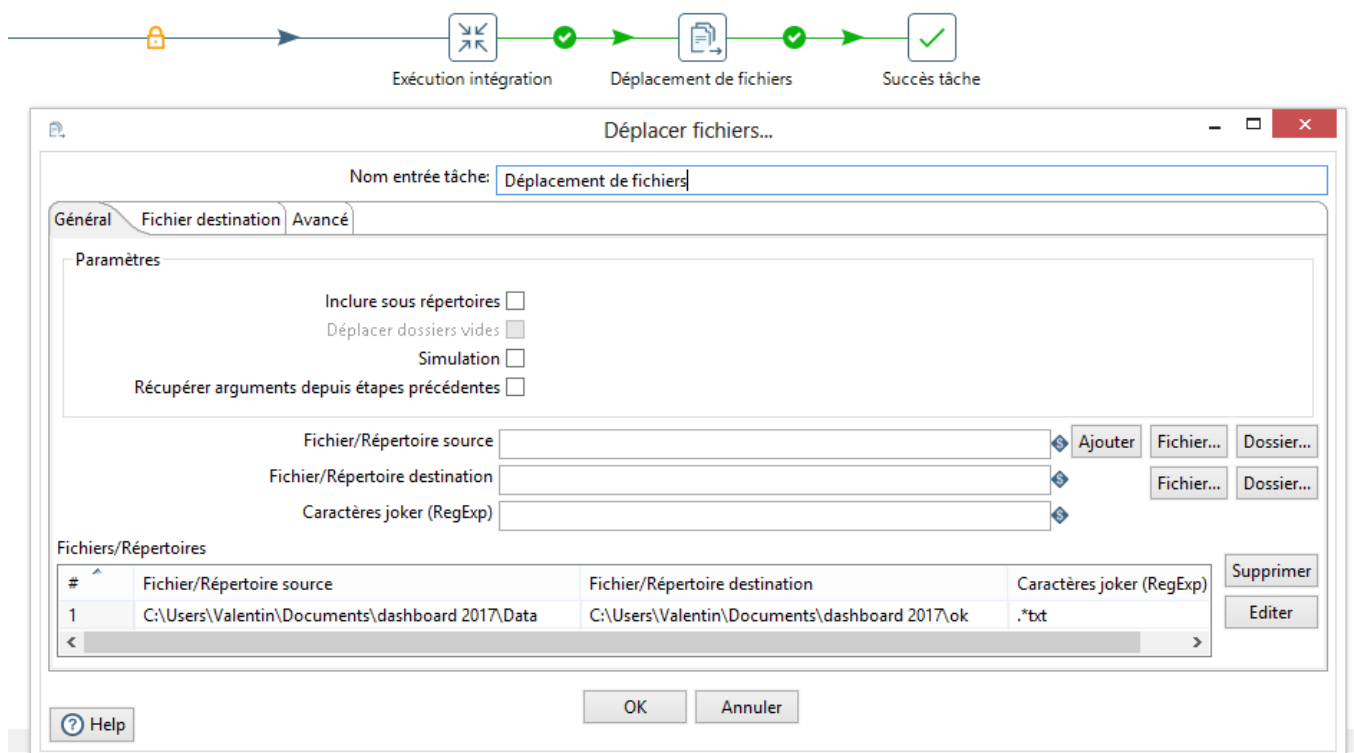 Exécution intégration Déplacement de fichiers Succès tâche
Déplacer fichiers...
Nom entrée tâche: Déplacement de fichiers
Général Fichier destination Avancé
Paramètres
Inclure sous répertoires
Déplacer dossiers vides
Simulation
Récupérer arguments depuis étapes précédentes
Fichier/Répertoire source Ajouter Fichier... Dossier...
Fichier/Répertoire destination Fichier... Dossier...
Caractères joker (RegExp)
Fichiers/Répertoires
# Fichier/Répertoire source Fichier/Répertoire destination Caractères joker (RegExp) Supprimer
1 C:\Users\Valentin\Documents\dashboard 2017\Data C:\Users\Valentin\Documents\dashboard 2017\ok .*txt Editer
OK Annuler
? Help